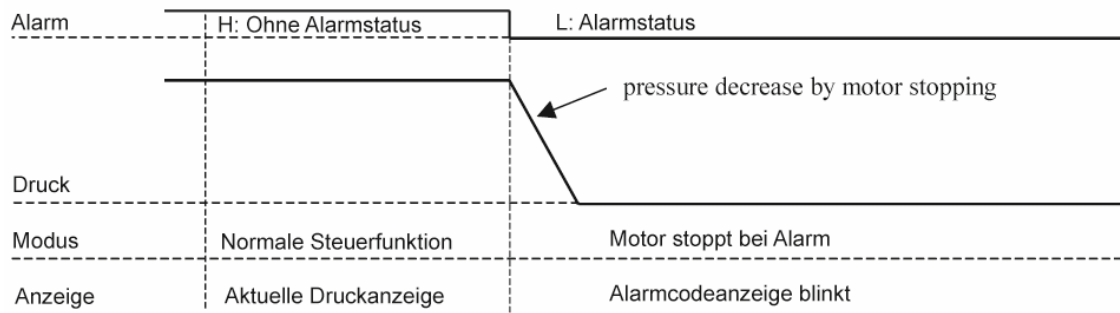 Alarm H: Ohne Alarmstatus L: Alarmstatus
pressure decrease by motor stopping
Druck
Modus Normale Steuerfunktion Motor stoppt bei Alarm
Anzeige Aktuelle Druckanzeige Alarmcodeanzeige blinkt